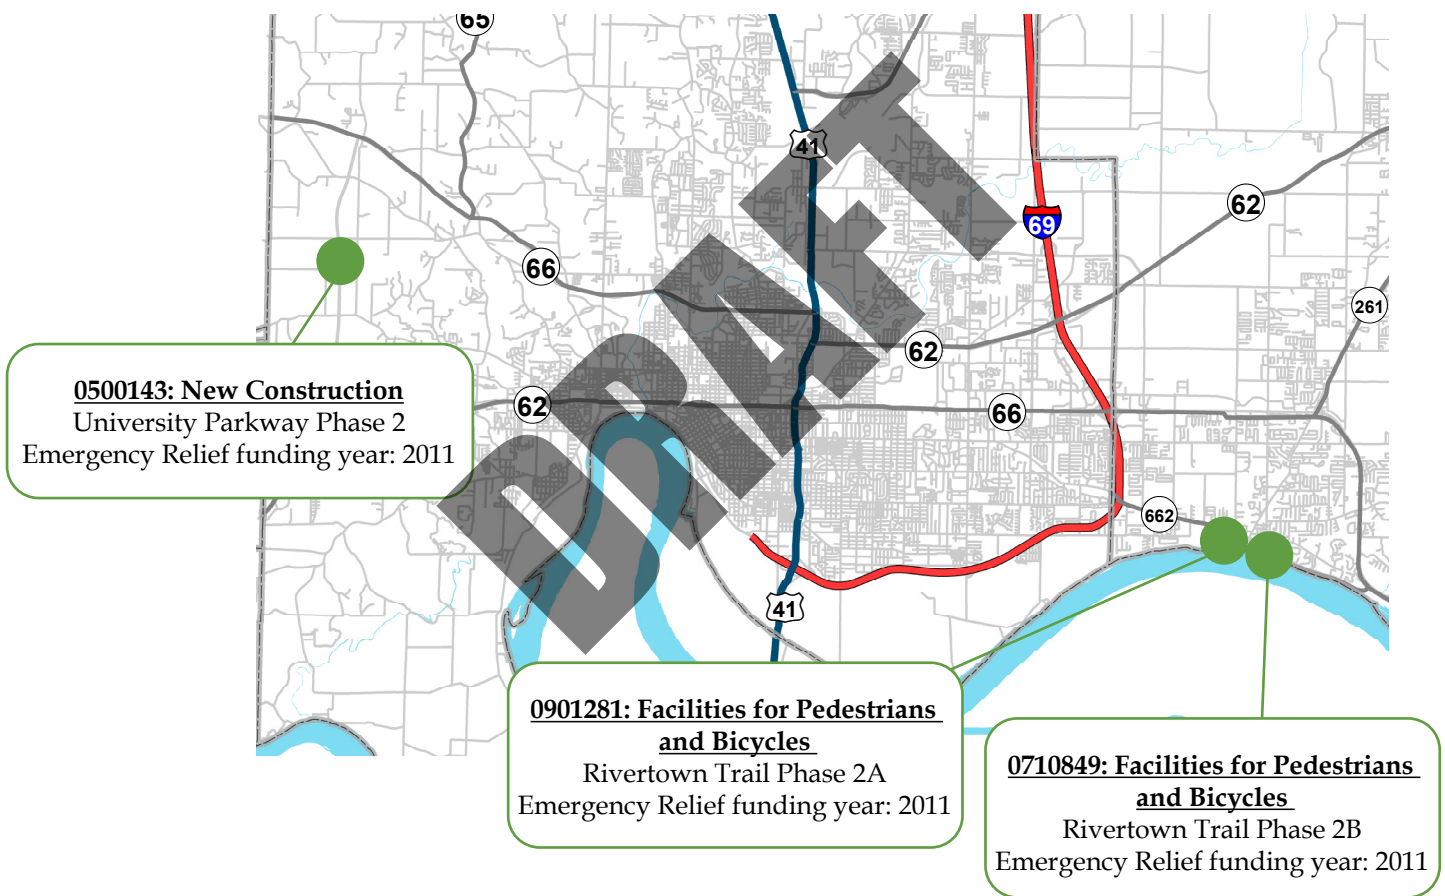 65
41
62
69
66
261
62
62
66
662
41
DRAFT
0500143: New Construction
University Parkway Phase 2
Emergency Relief funding year: 2011
0901281: Facilities for Pedestrians
and Bicycles
Rivertown Trail Phase 2A
Emergency Relief funding year: 2011
0710849: Facilities for Pedestrians
and Bicycles
Rivertown Trail Phase 2B
Emergency Relief funding year: 2011